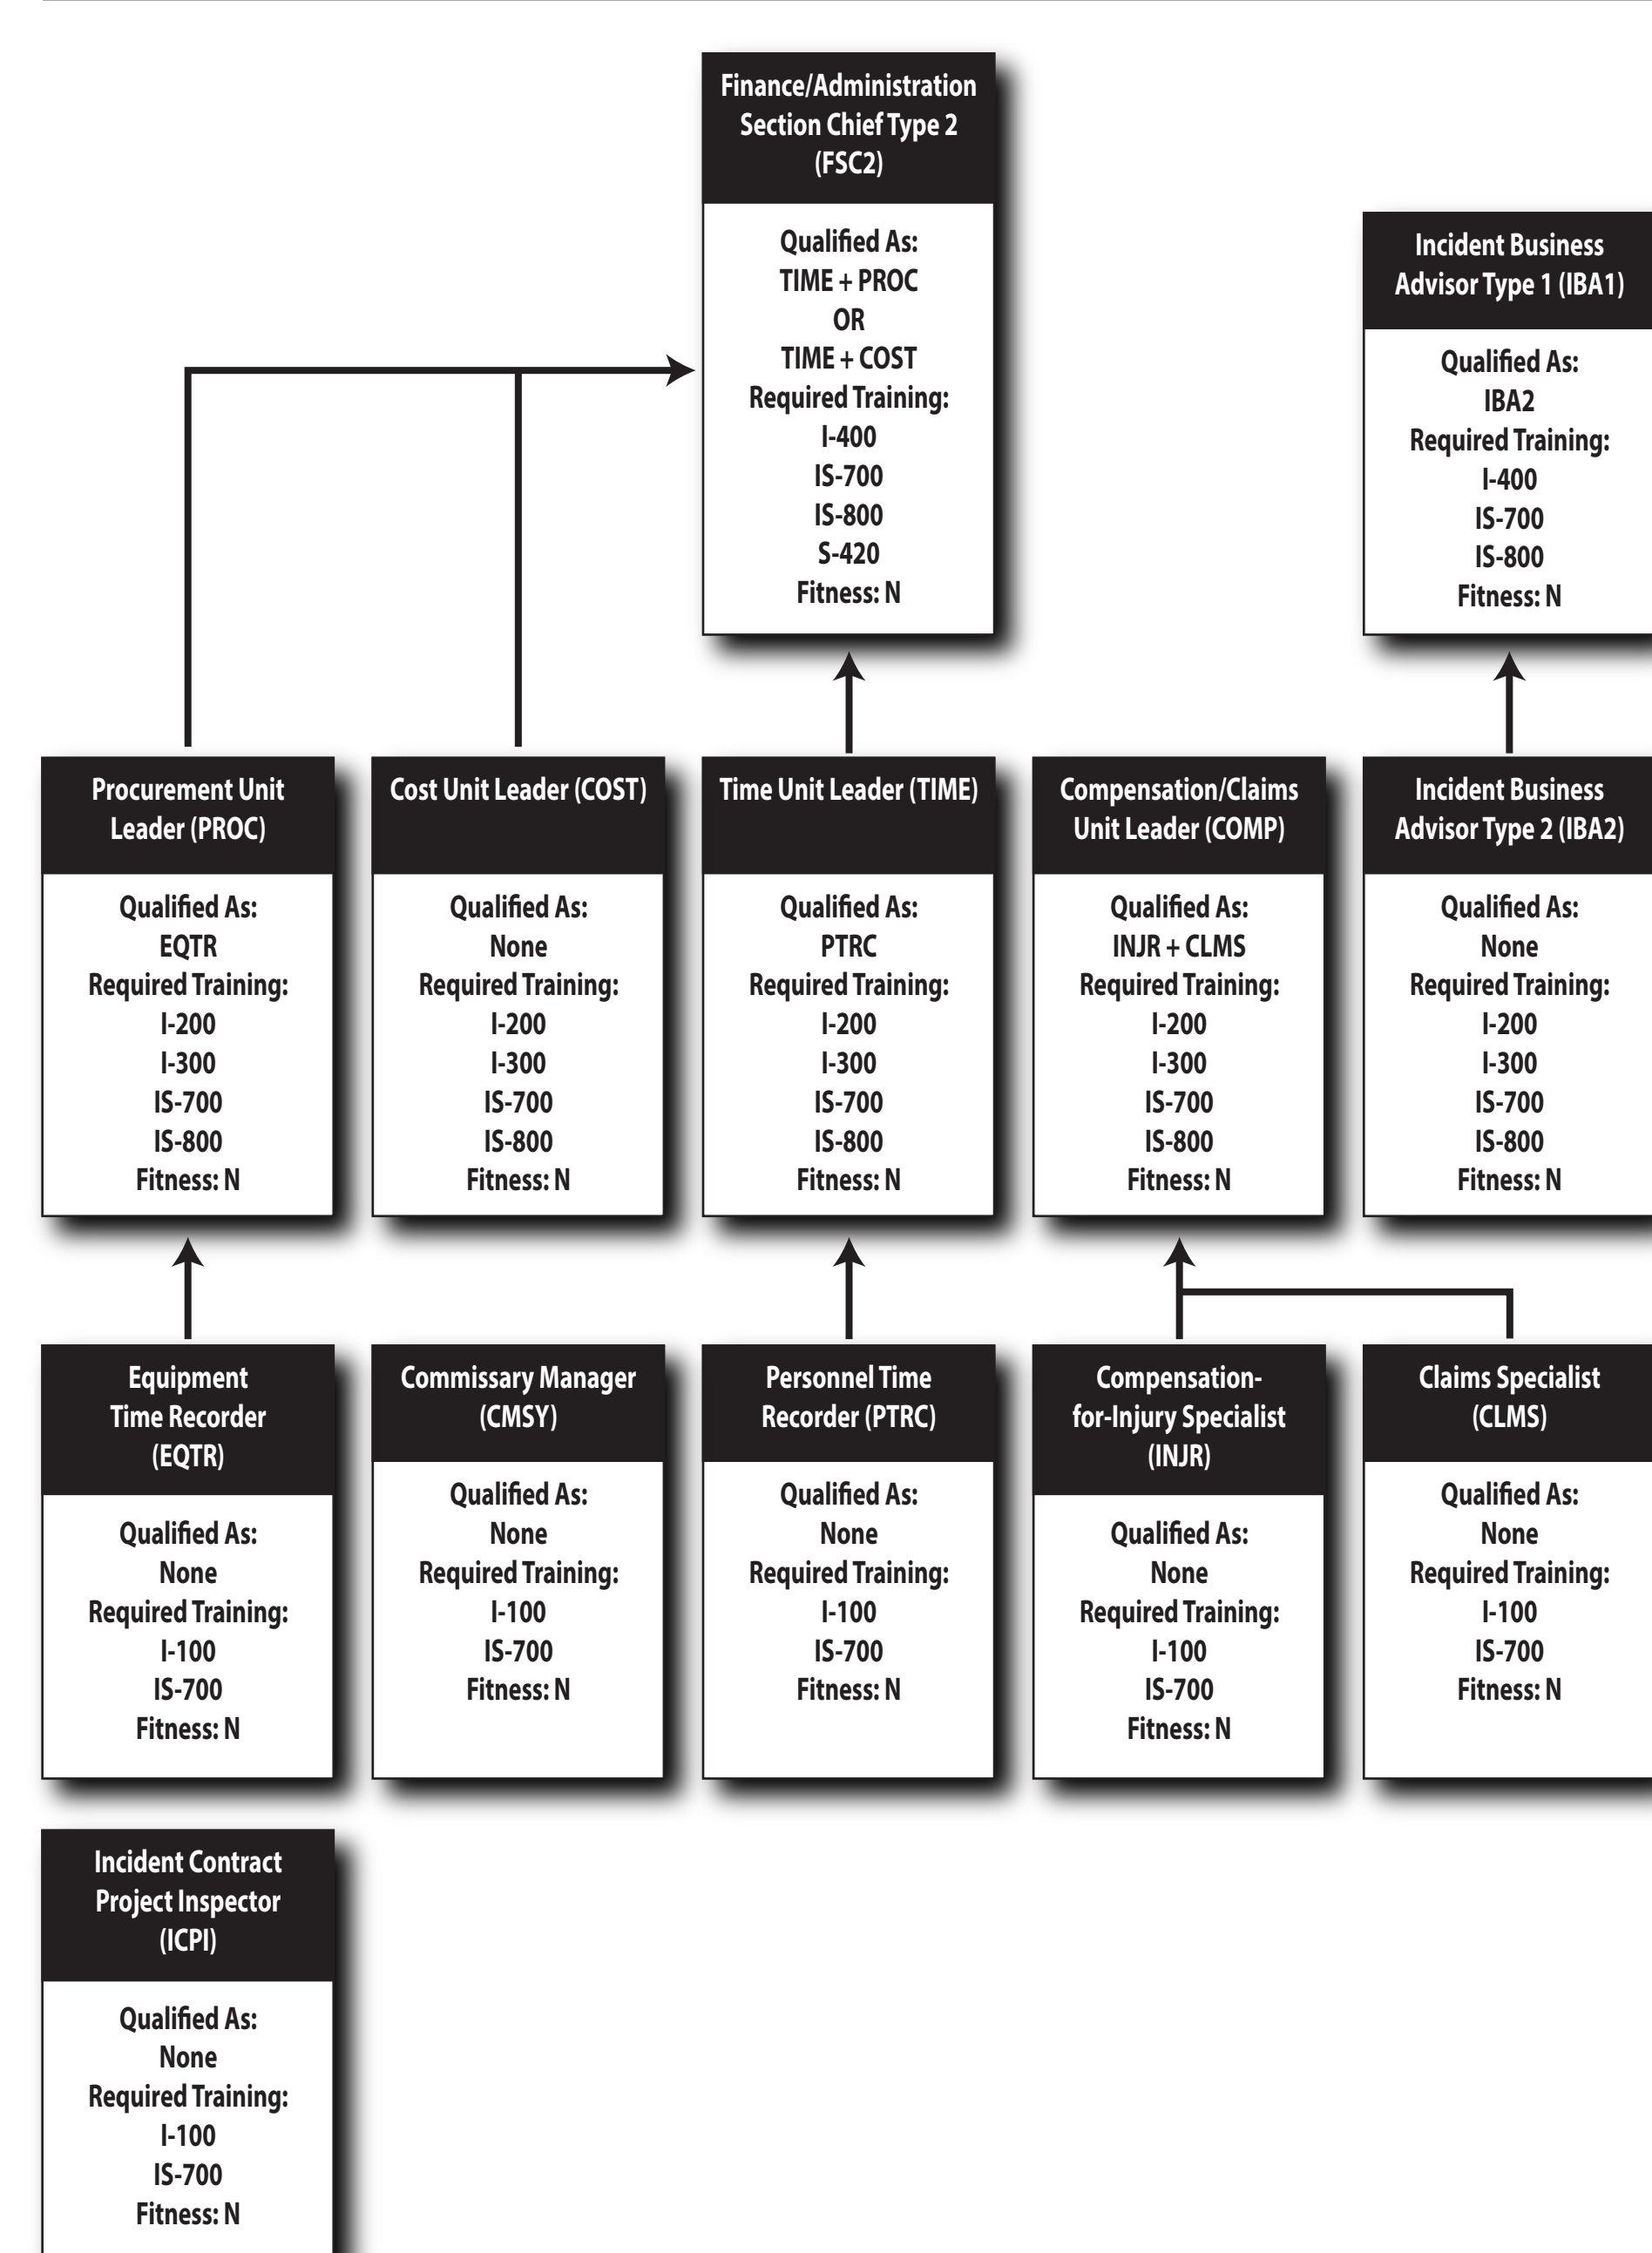 Finance/Administration
Section Chief Type 2
(FSC2)
Qualified As:
TIME + PROC
OR
TIME + COST
Required Training:
I-400
IS-700
IS-800
S-420
Fitness: N
Incident Business
Advisor Type 1 (IBA1)
Qualified As:
IBA2
Required Training:
I-400
IS-700
IS-800
Fitness: N
Procurement Unit
Leader (PROC)
Qualified As:
EQTR
Required Training:
I-200
I-300
IS-700
IS-800
Fitness: N
Cost Unit Leader (COST)
Qualified As:
None
Required Training:
I-200
I-300
IS-700
IS-800
Fitness: N
Time Unit Leader (TIME)
Qualified As:
PTRC
Required Training:
I-200
I-300
IS-700
IS-800
Fitness: N
Compensation/Claims
Unit Leader (COMP)
Qualified As:
INJR + CLMS
Required Training:
I-200
I-300
IS-700
IS-800
Fitness: N
Incident Business
Advisor Type 2 (IBA2)
Qualified As:
None
Required Training:
I-200
I-300
IS-700
IS-800
Fitness: N
Equipment
Time Recorder
(EQTR)
Qualified As:
None
Required Training:
I-100
IS-700
Fitness: N
Commissary Manager
(CMSY)
Qualified As:
None
Required Training:
I-100
IS-700
Fitness: N
Personnel Time
Recorder (PTRC)
Qualified As:
None
Required Training:
I-100
IS-700
Fitness: N
Compensation-
for-Injury Specialist
(INJR)
Qualified As:
None
Required Training:
I-100
IS-700
Fitness: N
Claims Specialist
(CLMS)
Qualified As:
None
Required Training:
I-100
IS-700
Fitness: N
Incident Contract
Project Inspector
(ICPI)
Qualified As:
None
Required Training:
I-100
IS-700
Fitness: N